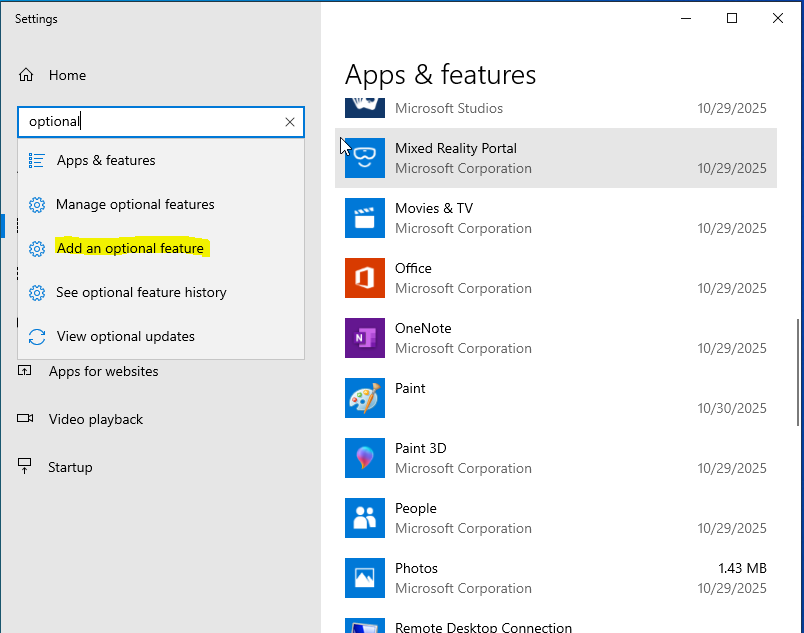 Settings
Home
optional
Apps & features
Manage optional features
Add an optional feature
See optional feature history
View optional updates
Apps for websites
Video playback
Startup
Apps & features
Microsoft Studios 10/29/2025
Mixed Reality Portal
Microsoft Corporation 10/29/2025
Movies & TV
Microsoft Corporation 10/29/2025
Office
Microsoft Corporation 10/29/2025
OneNote
Microsoft Corporation 10/29/2025
Paint
10/30/2025
Paint 3D
Microsoft Corporation 10/29/2025
People
Microsoft Corporation 10/29/2025
Photos 1.43 MB
Microsoft Corporation 10/29/2025
Remote Desktop Connection